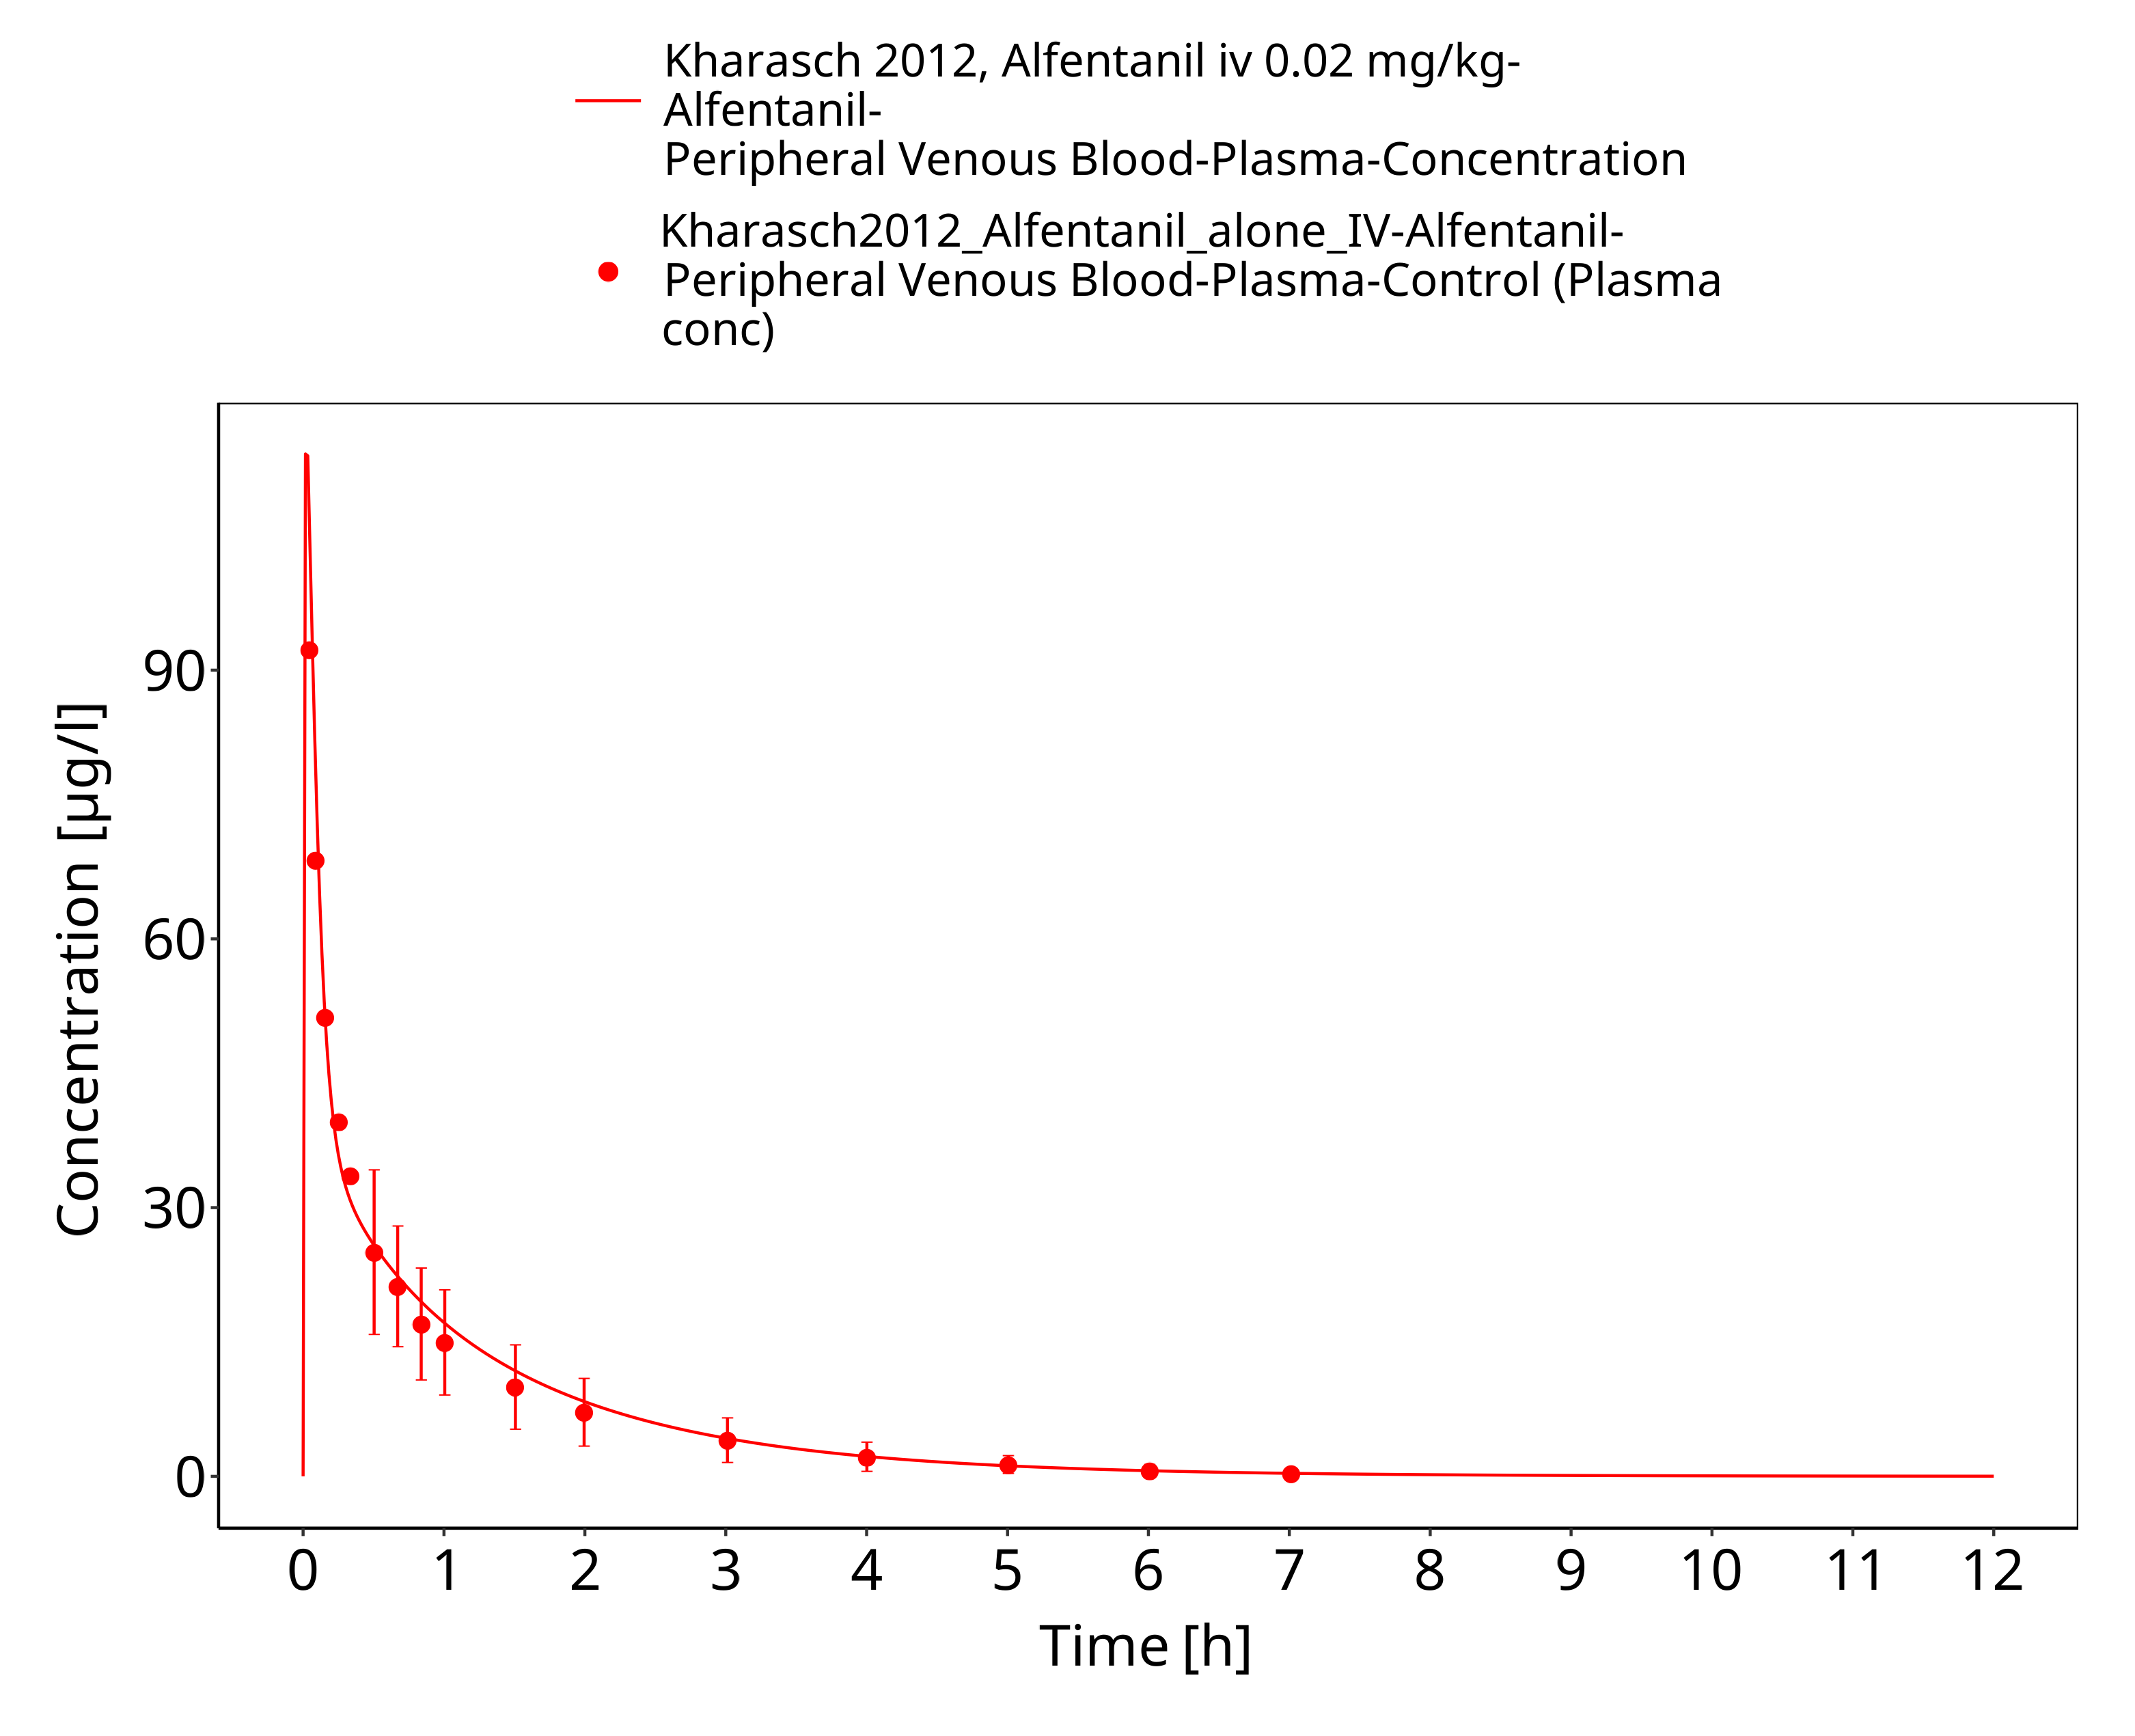 Kharasch 2012, Alfentanil iv 0.02 mg/kg-
Alfentanil-
Peripheral Venous Blood-Plasma-Concentration
Kharasch2012_Alfentanil_alone_IV-Alfentanil-
Peripheral Venous Blood-Plasma-Control (Plasma
conc)
Concentration [µg/l]
90
60
30
0
0 1 2 3 4 5 6 7 8 9 10 11 12
Time [h]